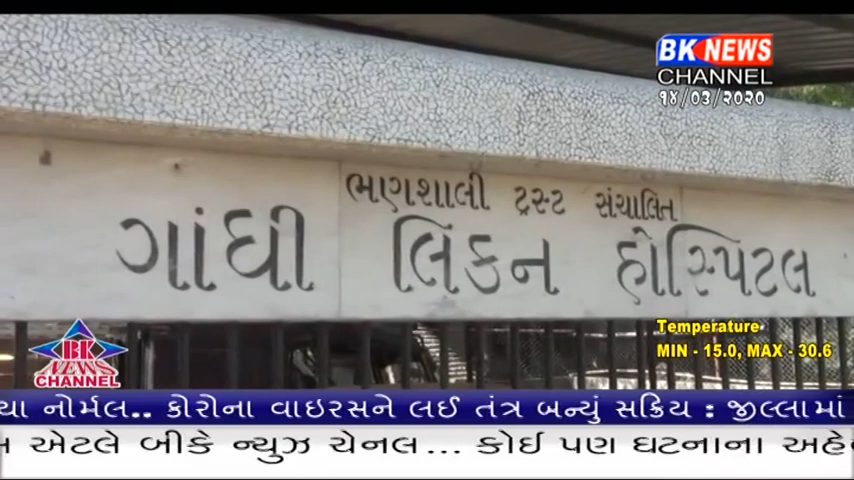 BK NEWS
CHANNEL
૧૪/૦૩/૨૦૨૦
ભણશાલી ટ્રસ્ટ સંચાલિત
ગાંધી લિંકન હોસ્પિટલ
Temperature
MIN - 15.0, MAX - 30.6
BK
NEWS
CHANNEL
યા નોર્મલ.. કોરોના વાઇરસને લઈ તંત્ર બન્યું સક્રિય : જીલ્લામાં
એટલે બીકે ન્યુઝ ચેનલ... કોઈ પણ ઘટનાના